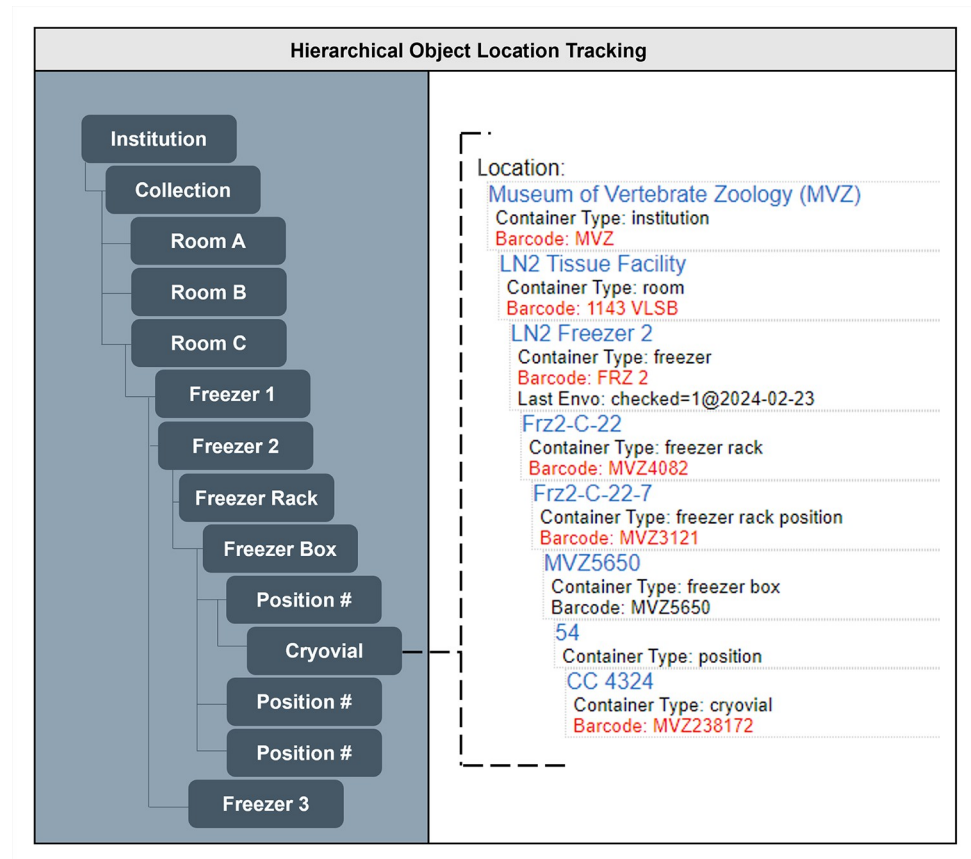 Hierarchical Object Location Tracking
Institution
Collection
Room A
Room B
Room C
Freezer 1
Freezer 2
Freezer Rack
Freezer Box
Position #
Cryovial
Position #
Position #
Freezer 3
Location:
Museum of Vertebrate Zoology (MVZ)
Container Type: institution
Barcode: MVZ
LN2 Tissue Facility
Container Type: room
Barcode: 1143 VLSB
LN2 Freezer 2
Container Type: freezer
Barcode: FRZ 2
Last Envo: checked=1@2024-02-23
Frz2-C-22
Container Type: freezer rack
Barcode: MVZ4082
Frz2-C-22-7
Container Type: freezer rack position
Barcode: MVZ3121
MVZ5650
Container Type: freezer box
Barcode: MVZ5650
54
Container Type: position
CC 4324
Container Type: cryovial
Barcode: MVZ238172